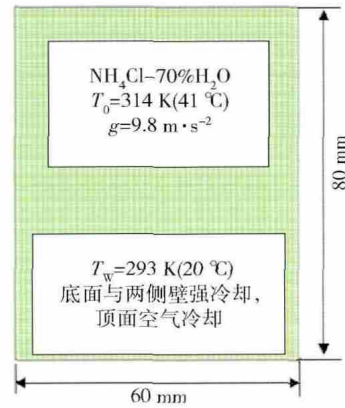 NH₄Cl–70%H₂O
T₀=314 K(41 ℃)
g=9.8 m·s⁻²
80 mm
T_W=293 K(20 ℃)
底面与两侧壁强冷却，
顶面空气冷却
60 mm